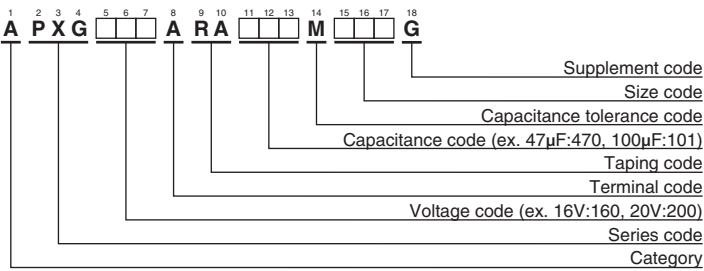 1 2 3 4 5 6 7 8 9 10 11 12 13 14 15 16 17 18
A PXG □□□ A RA □□□ M □□□ G
Supplement code
Size code
Capacitance tolerance code
Capacitance code (ex. 47μF:470, 100μF:101)
Taping code
Terminal code
Voltage code (ex. 16V:160, 20V:200)
Series code
Category